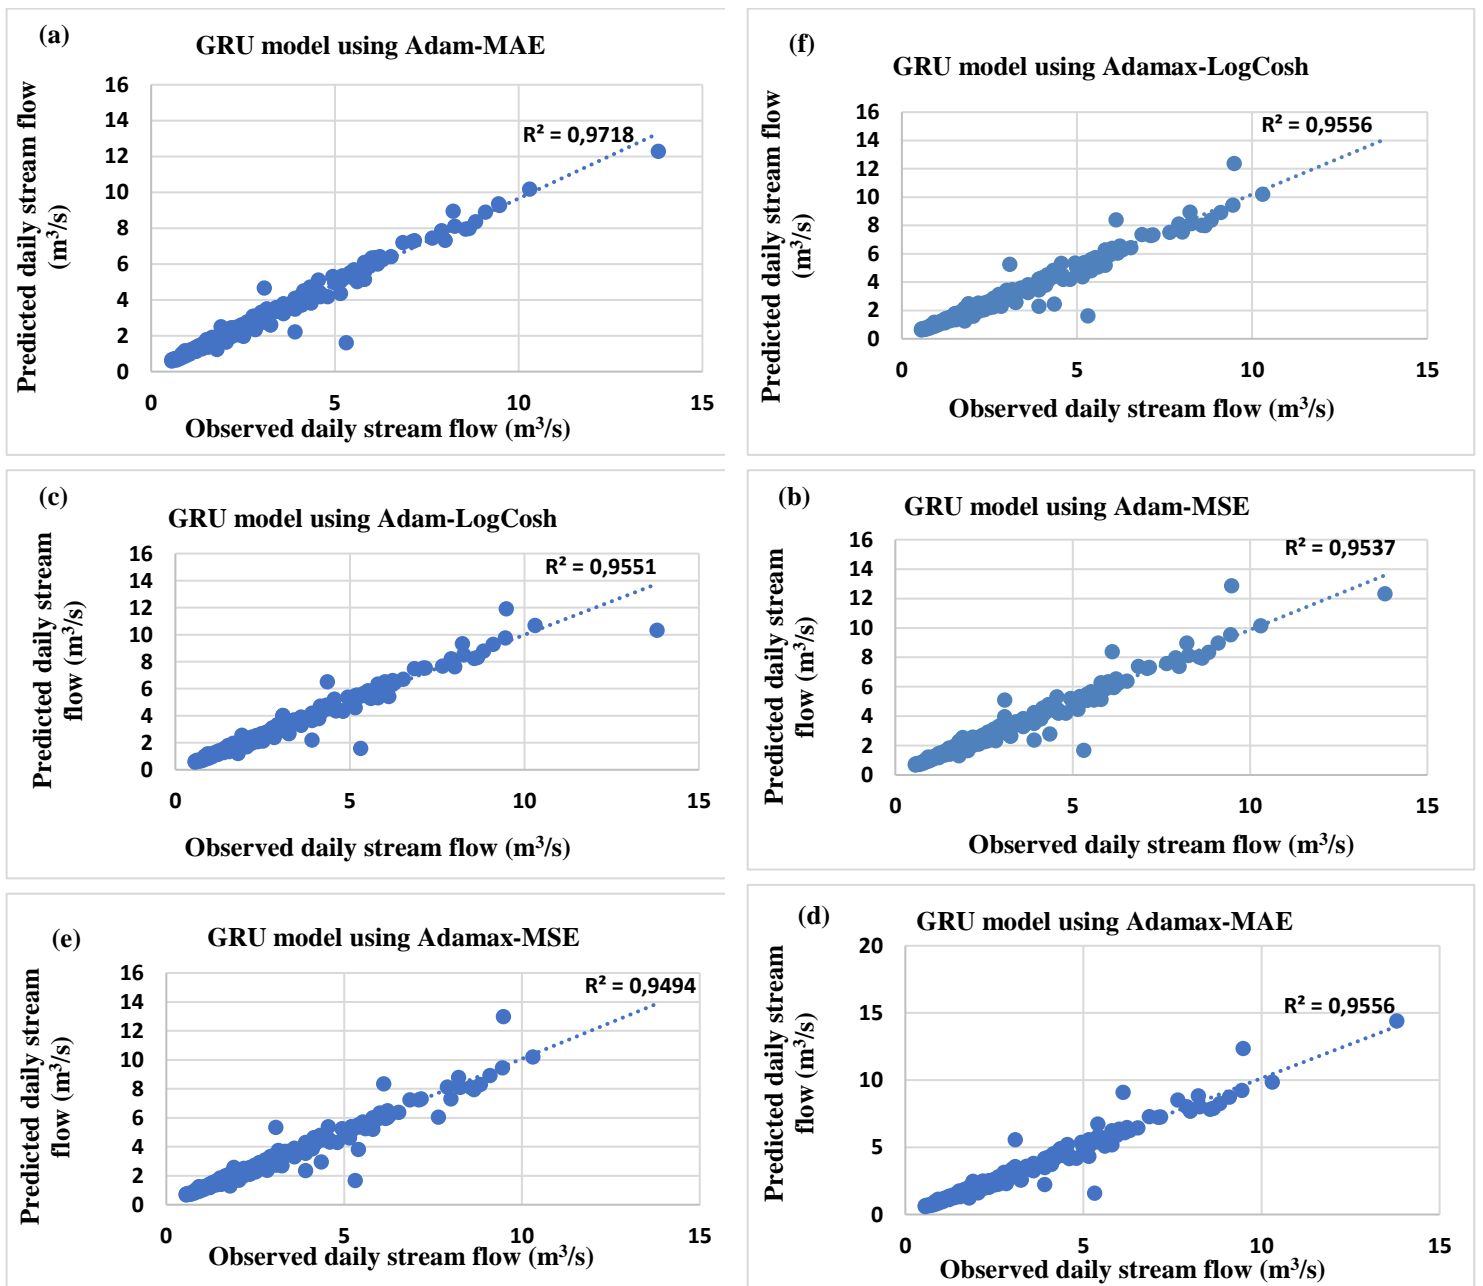 (a)
GRU model using Adam-MAE
Predicted daily stream flow
(m³/s)
16
14
12
10
8
6
4
2
0
R² = 0,9718
0
5
10
15
Observed daily stream flow (m³/s)
(f)
GRU model using Adamax-LogCosh
Predicted daily stream flow
(m³/s)
16
14
12
10
8
6
4
2
0
R² = 0,9556
0
5
10
15
Observed daily stream flow (m³/s)
(c)
GRU model using Adam-LogCosh
Predicted daily stream
flow (m³/s)
16
14
12
10
8
6
4
2
0
R² = 0,9551
0
5
10
15
Observed daily stream flow (m³/s)
(b)
GRU model using Adam-MSE
Predicted daily stream
flow (m³/s)
16
14
12
10
8
6
4
2
0
R² = 0,9537
0
5
10
15
Observed daily stream flow (m³/s)
(e)
GRU model using Adamax-MSE
Predicted daily stream
flow (m³/s)
16
14
12
10
8
6
4
2
0
R² = 0,9494
0
5
10
15
Observed daily stream flow (m³/s)
(d)
GRU model using Adamax-MAE
Predicted daily stream
flow (m³/s)
20
15
10
5
0
R² = 0,9556
0
5
10
15
Observed daily stream flow (m³/s)